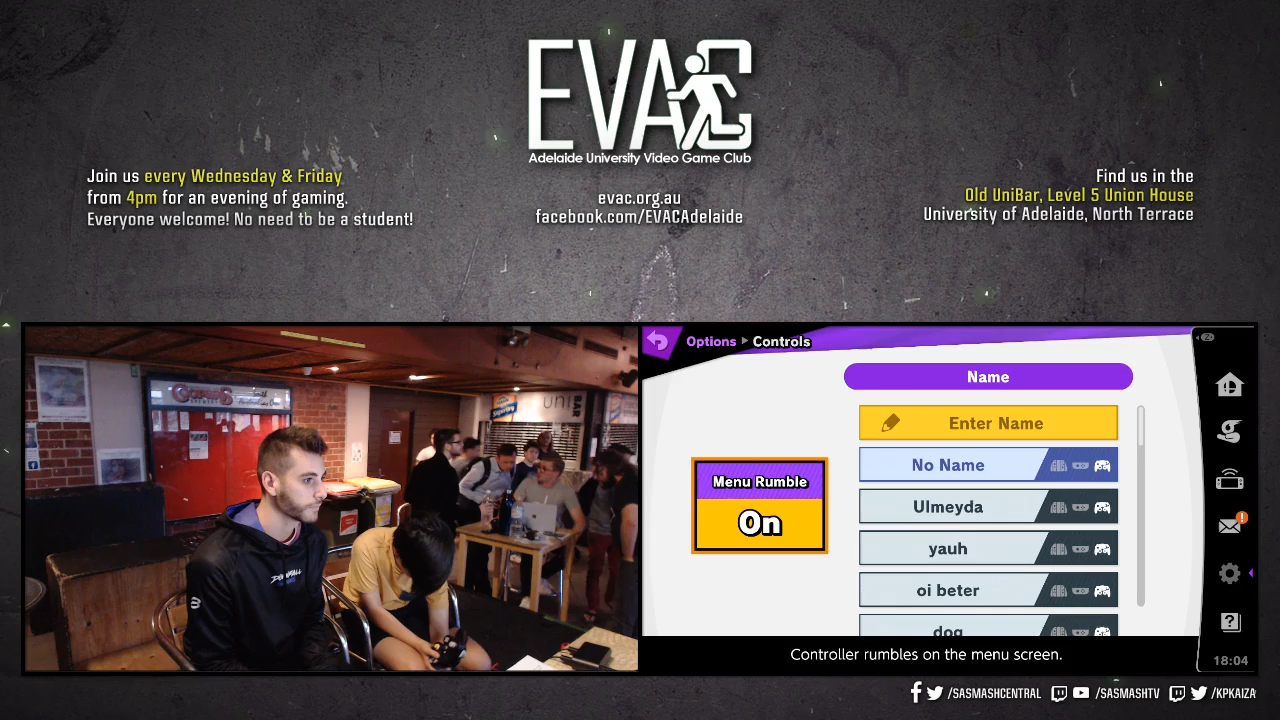 EVAC
Adelaide University Video Game Club
Join us every Wednesday & Friday
from 4pm for an evening of gaming.
Everyone welcome! No need to be a student!
evac.org.au
facebook.com/EVACAdelaide
Find us in the
Old UniBar, Level 5 Union House
University of Adelaide, North Terrace
UNI
BAR
Options
Controls
Name
Enter Name
No Name
Ulmeyda
yauh
oi beter
dog
Menu Rumble
On
Controller rumbles on the menu screen.
18:04
/SASMASHCENTRAL
/SASMASHTV
/KPKAIZA